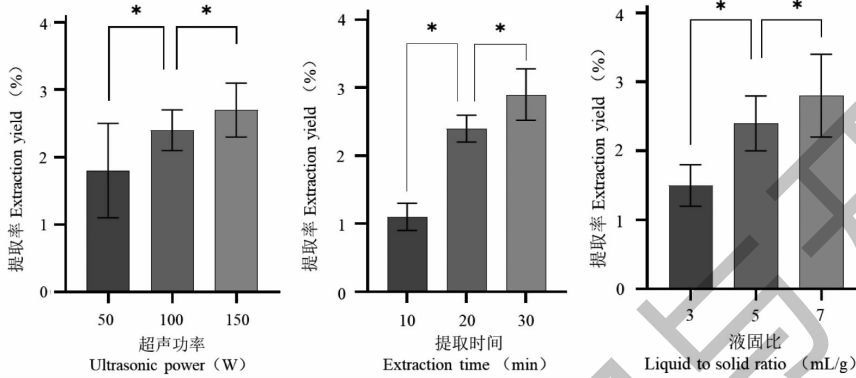 4
3
2
1
0
提取率 Extraction yield （%）
*
*
50 100 150
超声功率
Ultrasonic power（W）
4
3
2
1
0
提取率 Extraction yield （%）
*
*
10 20 30
提取时间
Extraction time （min）
4
3
2
1
0
提取率 Extraction yield （%）
*
*
3 5 7
液固比
Liquid to solid ratio （mL/g）